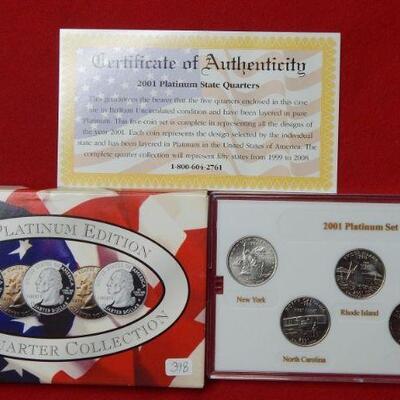 Certificate of Authenticity
2001 Platinum State Quarters
This guarantees the bearer that the five quarters enclosed in this case
are in Brilliant Uncirculated condition and have been layered in pure
Platinum. This five-coin set is complete in representing all the designs of
the year 2001. Each coin represents the design selected by the individual
state and has been layered in Platinum in the United States of America. The
complete quarter collection will represent fifty states from 1999 to 2008
1-800-604-2761
PLATINUM EDITION
QUARTER DOLLAR
QUARTER COLLECTION
398
2001 Platinum Set
New York
Rhode Island
North Carolina